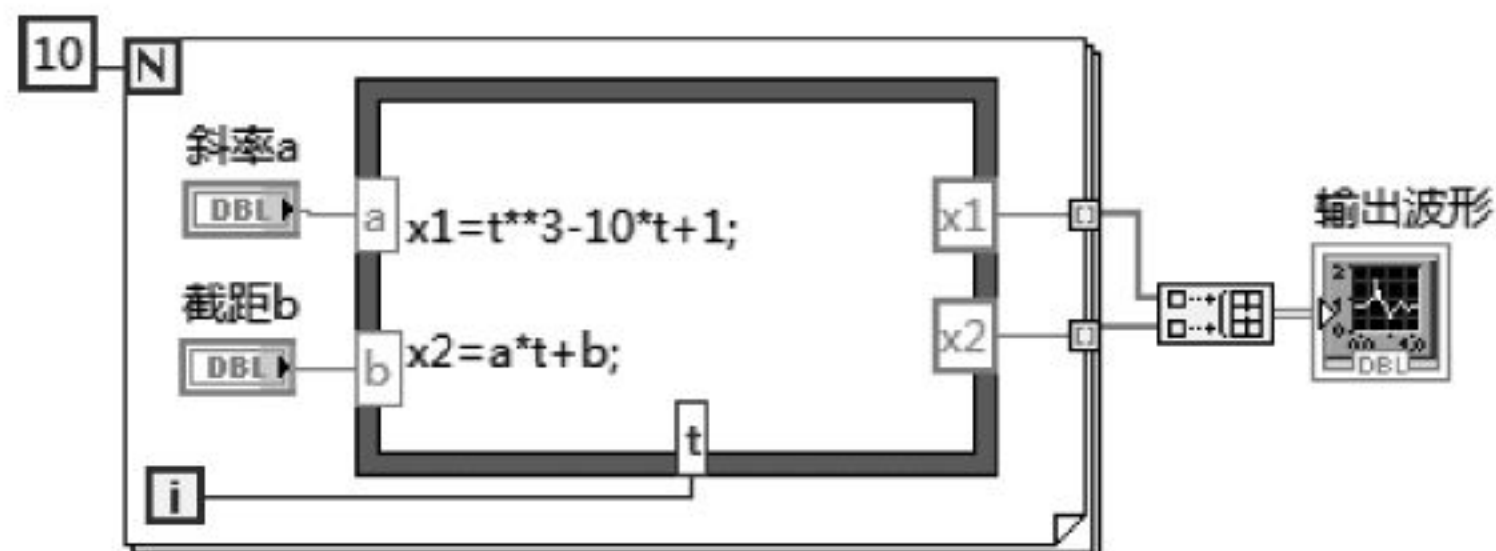 10
N
斜率a
DBL
a
x1=t**3-10*t+1;
x1
输出波形
截距b
DBL
b
x2=a*t+b;
x2
DBL
t
i